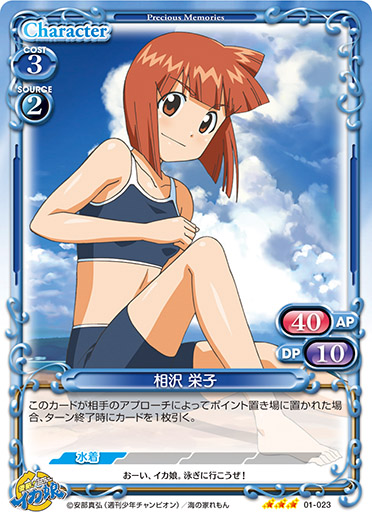 Precious Memories
Character
COST
3
SOURCE
2
40 AP
DP 10
相沢 栄子
このカードが相手のアプローチによってポイント置き場に置かれた場
合、ターン終了時にカードを1枚引く。
水着
おーい、イカ娘。泳ぎに行こうぜ!
イカ娘
©安部真弘(週刊少年チャンピオン)/海の家れもん
01-023